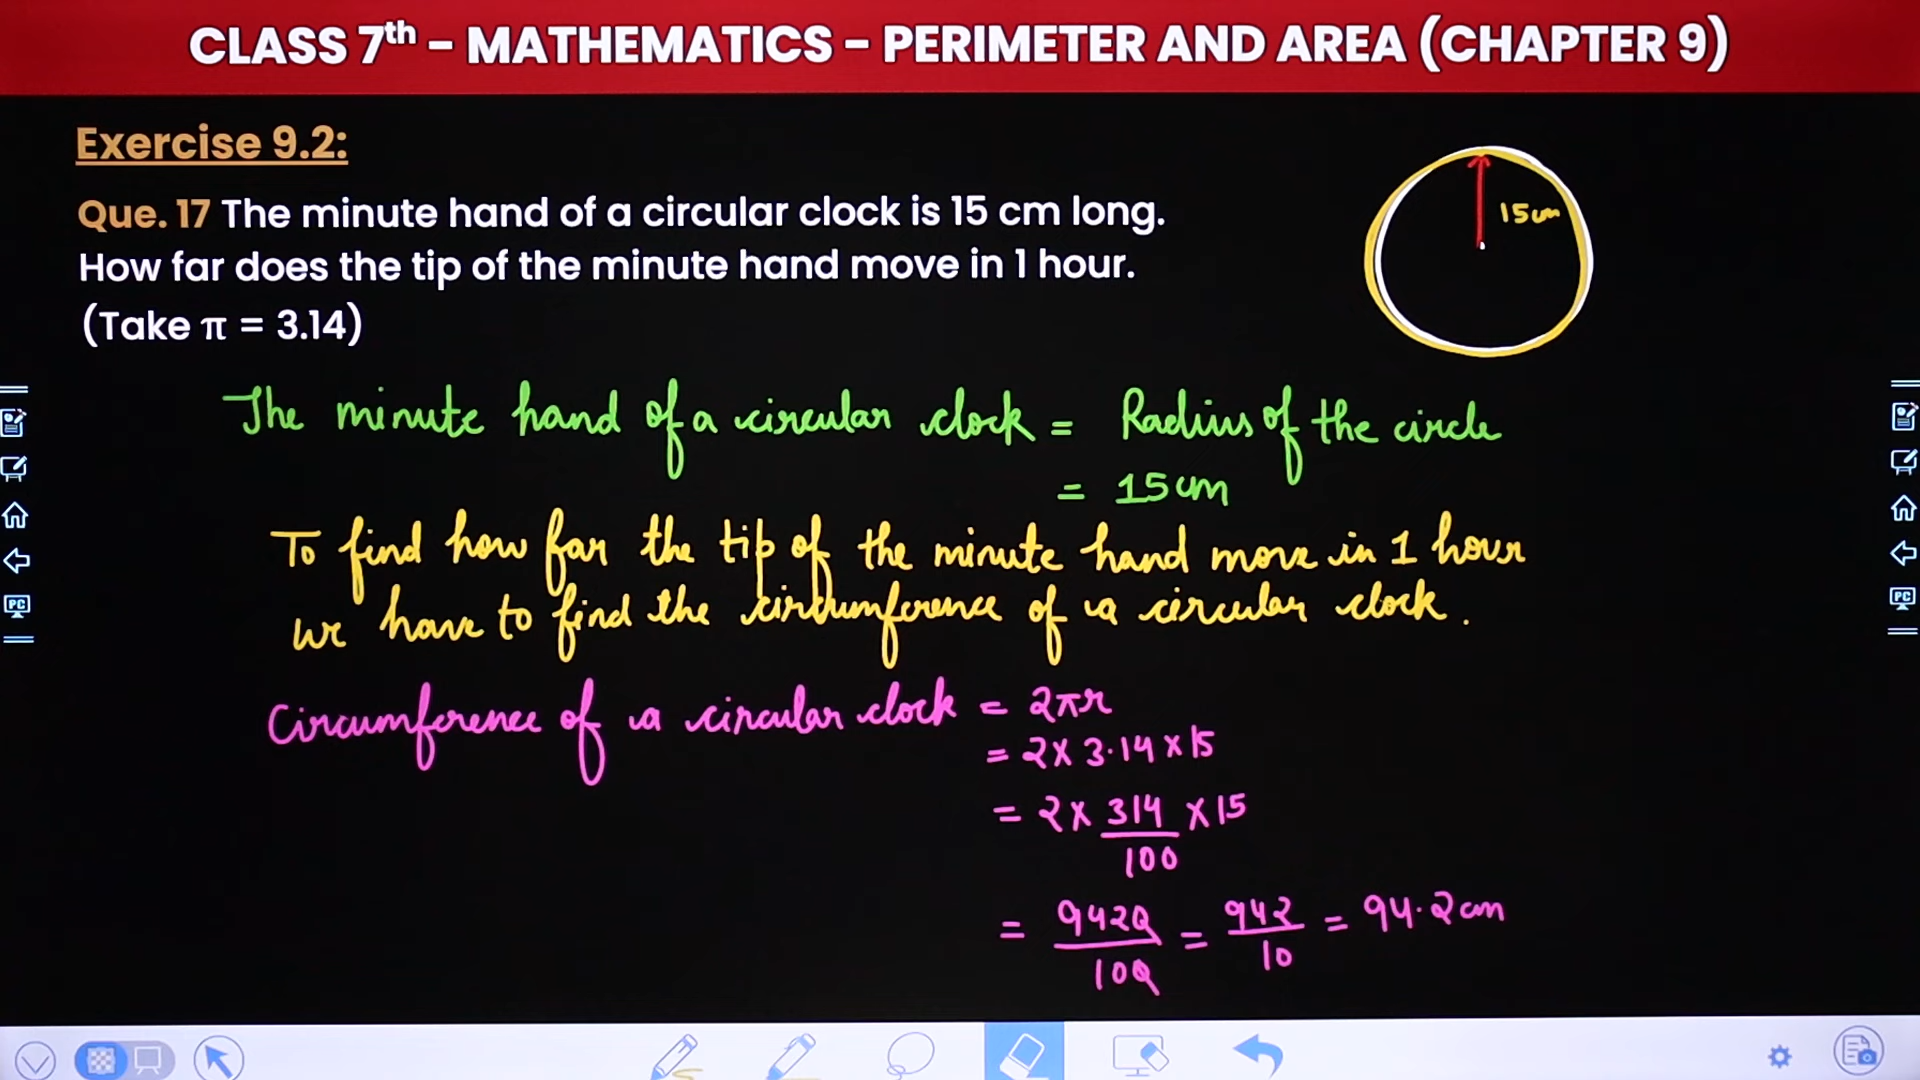 CLASS 7th – MATHEMATICS – PERIMETER AND AREA (CHAPTER 9)
Exercise 9.2:
Que. 17 The minute hand of a circular clock is 15 cm long.
How far does the tip of the minute hand move in 1 hour.
(Take π = 3.14)
15cm
The minute hand of a circular clock = Radius of the circle
= 15cm
To find how far the tip of the minute hand move in 1 hour
we have to find the circumference of a circular clock.
Circumference of a circular clock = 2πr
= 2 × 3.14 × 15
= 2 × 314/100 × 15
= 9420/100 = 942/10 = 94.2cm
PC
PC